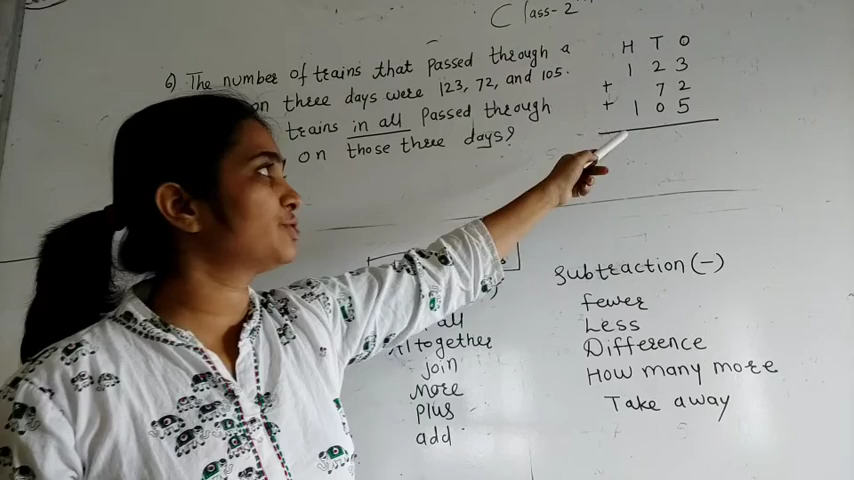 Class-2
6) The number of trains that passed through a
on three days were 123, 72, and 105.
trains in all passed through
on those three days?
H T O
1 2 3
+ 7 2
+ 1 0 5
all
together
join
More
plus
add
Subtraction (-)
fewer
Less
Difference
How many more
Take away